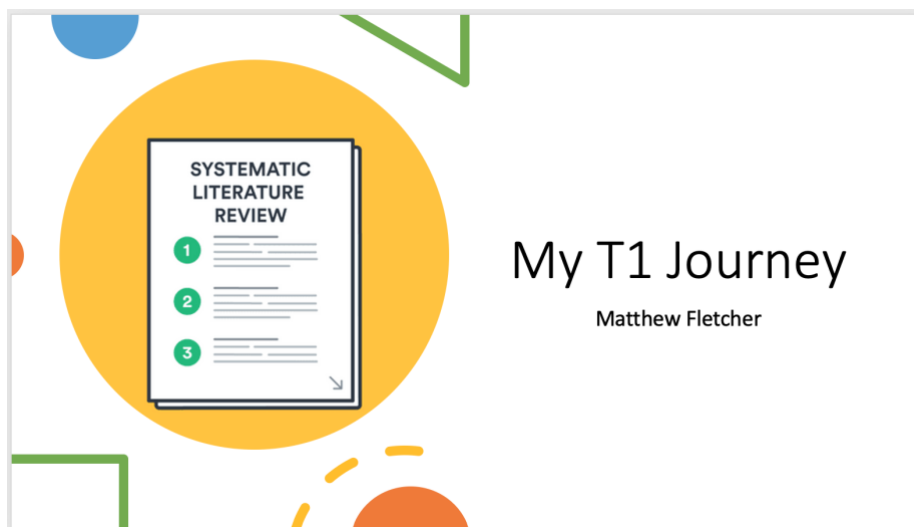 SYSTEMATIC
LITERATURE
REVIEW
1
2
3
My T1 Journey
Matthew Fletcher